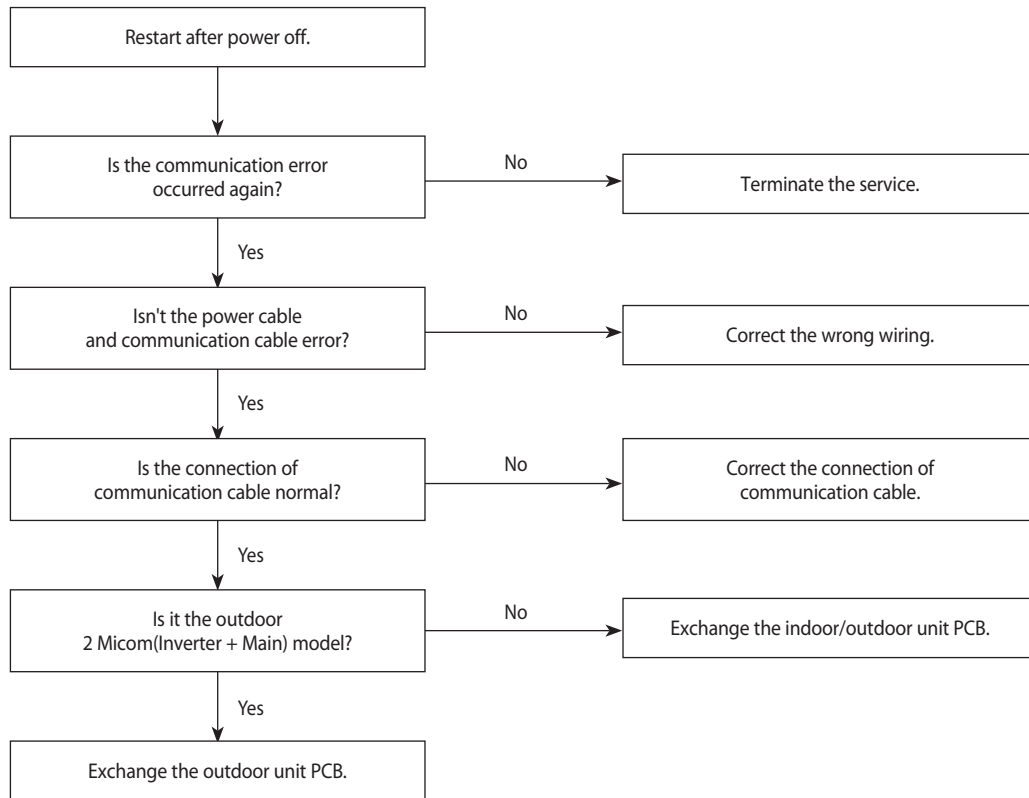 Restart after power off.
Is the communication error
occurred again?
No
Terminate the service.
Yes
Isn't the power cable
and communication cable error?
No
Correct the wrong wiring.
Yes
Is the connection of
communication cable normal?
No
Correct the connection of
communication cable.
Yes
Is it the outdoor
2 Micom(Inverter + Main) model?
No
Exchange the indoor/outdoor unit PCB.
Yes
Exchange the outdoor unit PCB.